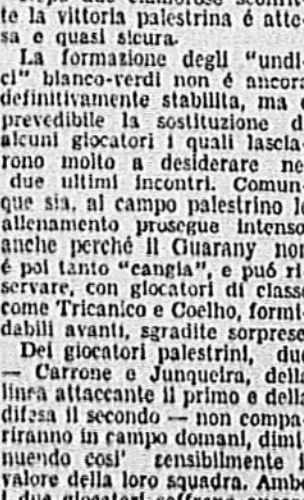 te la vittoria palestrina é atte-
sa e quasi sicura.
La formazione degli "undi-
ci" bianco-verdi non é ancora
definitivamente stabilita, ma
prevedibile la sostituzione d
alcuni giocatori i quali lascia-
rono molto a desiderare ne
due ultimi incontri. Comun-
que sia, al campo palestrino l
allenamento prosegue intenso
anche perché il Guarany non
é poi tanto "cangia", e puó ri
servare, con giocatori di classe
come Tricanico e Coelho, formi-
dabili avanti, sgradite sorprese
Dei giocatori palestrini, due
— Carrone e Junqueira, della
linea attaccante il primo e della
difesa il secondo — non compa-
riranno in campo domani, dimi
nuendo cosi' sensibilmente i
valore della loro squadra. Amb
i due giocatori